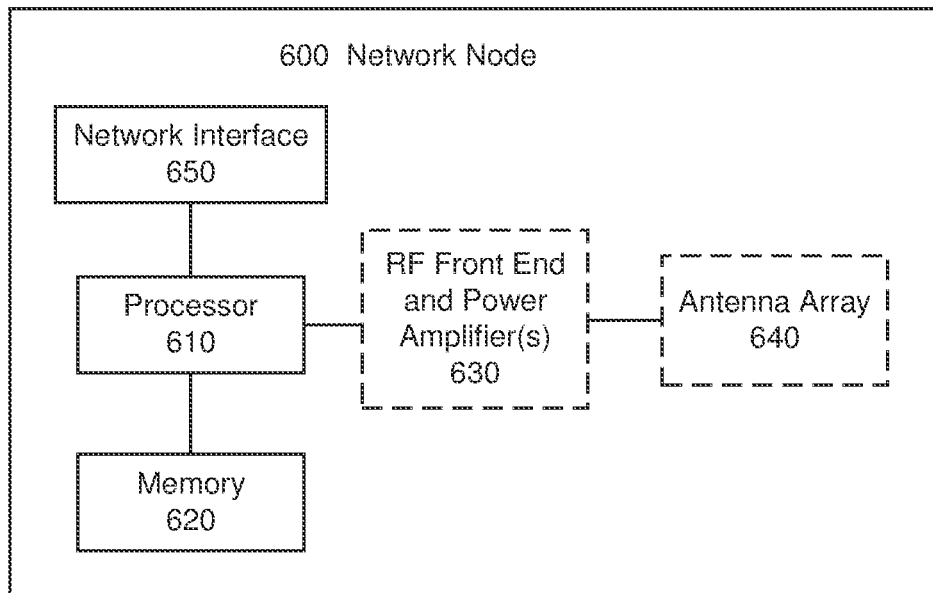 600 Network Node
Network Interface
650
Processor
610
Memory
620
RF Front End
and Power
Amplifier(s)
630
Antenna Array
640